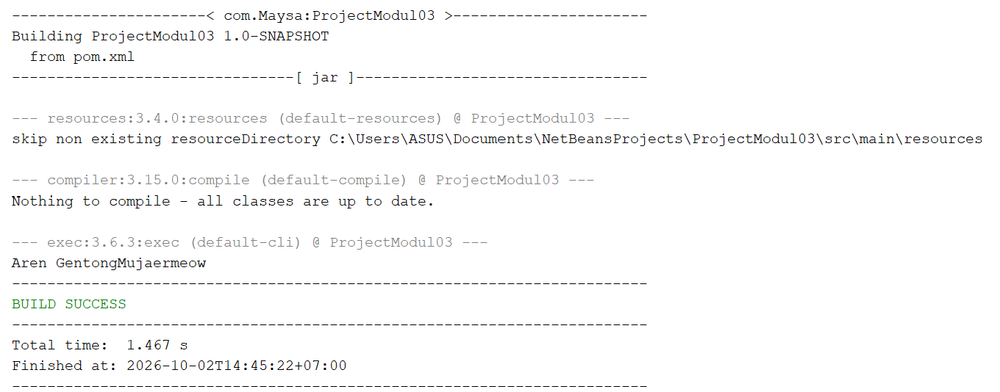 ----------------------< com.Maysa:ProjectModul03 >----------------------
Building ProjectModul03 1.0-SNAPSHOT
  from pom.xml
--------------------------------[ jar ]---------------------------------

--- resources:3.4.0:resources (default-resources) @ ProjectModul03 ---
skip non existing resourceDirectory C:\Users\ASUS\Documents\NetBeansProjects\ProjectModul03\src\main\resources

--- compiler:3.15.0:compile (default-compile) @ ProjectModul03 ---
Nothing to compile - all classes are up to date.

--- exec:3.6.3:exec (default-cli) @ ProjectModul03 ---
Aren GentongMujaermeow
------------------------------------------------------------------------
BUILD SUCCESS
------------------------------------------------------------------------
Total time:  1.467 s
Finished at: 2026-10-02T14:45:22+07:00
------------------------------------------------------------------------